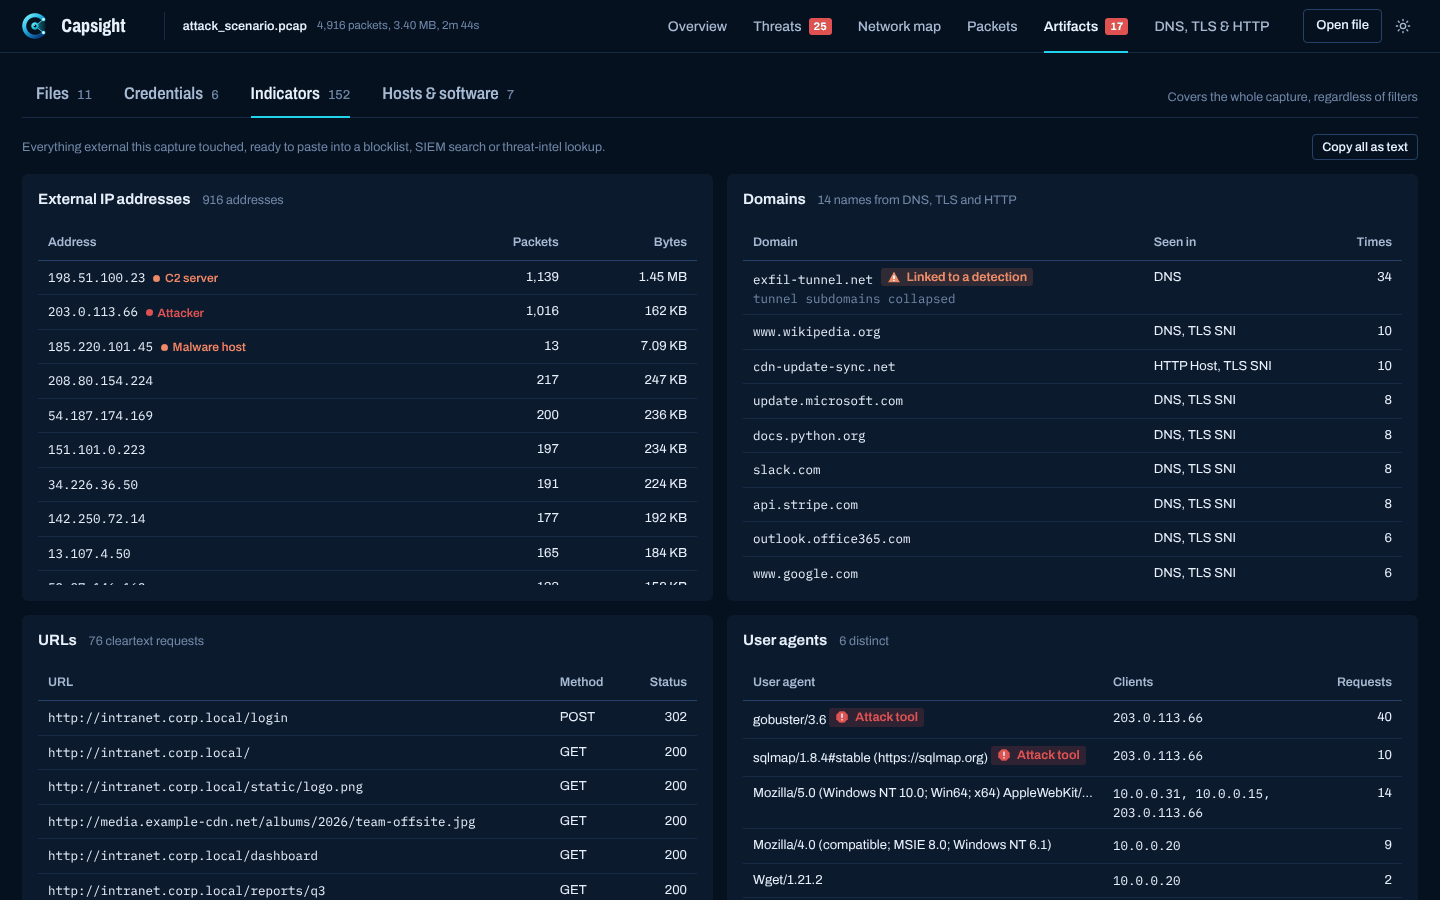 Capsight
attack_scenario.pcap 4,916 packets, 3.40 MB, 2m 44s
Overview
Threats 25
Network map
Packets
Artifacts 17
DNS, TLS & HTTP
Open file
Files 11
Credentials 6
Indicators 152
Hosts & software 7
Covers the whole capture, regardless of filters
Everything external this capture touched, ready to paste into a blocklist, SIEM search or threat-intel lookup.
Copy all as text
External IP addresses 916 addresses
Address Packets Bytes
198.51.100.23 C2 server 1,139 1.45 MB
203.0.113.66 Attacker 1,016 162 KB
185.220.101.45 Malware host 13 7.09 KB
208.80.154.224 217 247 KB
54.187.174.169 200 236 KB
151.101.0.223 197 234 KB
34.226.36.50 191 224 KB
142.250.72.14 177 192 KB
13.107.4.50 165 184 KB
Domains 14 names from DNS, TLS and HTTP
Domain Seen in Times
exfil-tunnel.net Linked to a detection DNS 34
tunnel subdomains collapsed
www.wikipedia.org DNS, TLS SNI 10
cdn-update-sync.net HTTP Host, TLS SNI 10
update.microsoft.com DNS, TLS SNI 8
docs.python.org DNS, TLS SNI 8
slack.com DNS, TLS SNI 8
api.stripe.com DNS, TLS SNI 8
outlook.office365.com DNS, TLS SNI 6
www.google.com DNS, TLS SNI 6
URLs 76 cleartext requests
URL Method Status
http://intranet.corp.local/login POST 302
http://intranet.corp.local/ GET 200
http://intranet.corp.local/static/logo.png GET 200
http://media.example-cdn.net/albums/2026/team-offsite.jpg GET 200
http://intranet.corp.local/dashboard GET 200
http://intranet.corp.local/reports/q3 GET 200
User agents 6 distinct
User agent Clients Requests
gobuster/3.6 Attack tool 203.0.113.66 40
sqlmap/1.8.4#stable (https://sqlmap.org) Attack tool 203.0.113.66 10
Mozilla/5.0 (Windows NT 10.0; Win64; x64) AppleWebKit/... 10.0.0.31, 10.0.0.15, 14
203.0.113.66
Mozilla/4.0 (compatible; MSIE 8.0; Windows NT 6.1) 10.0.0.20 9
Wget/1.21.2 10.0.0.20 2